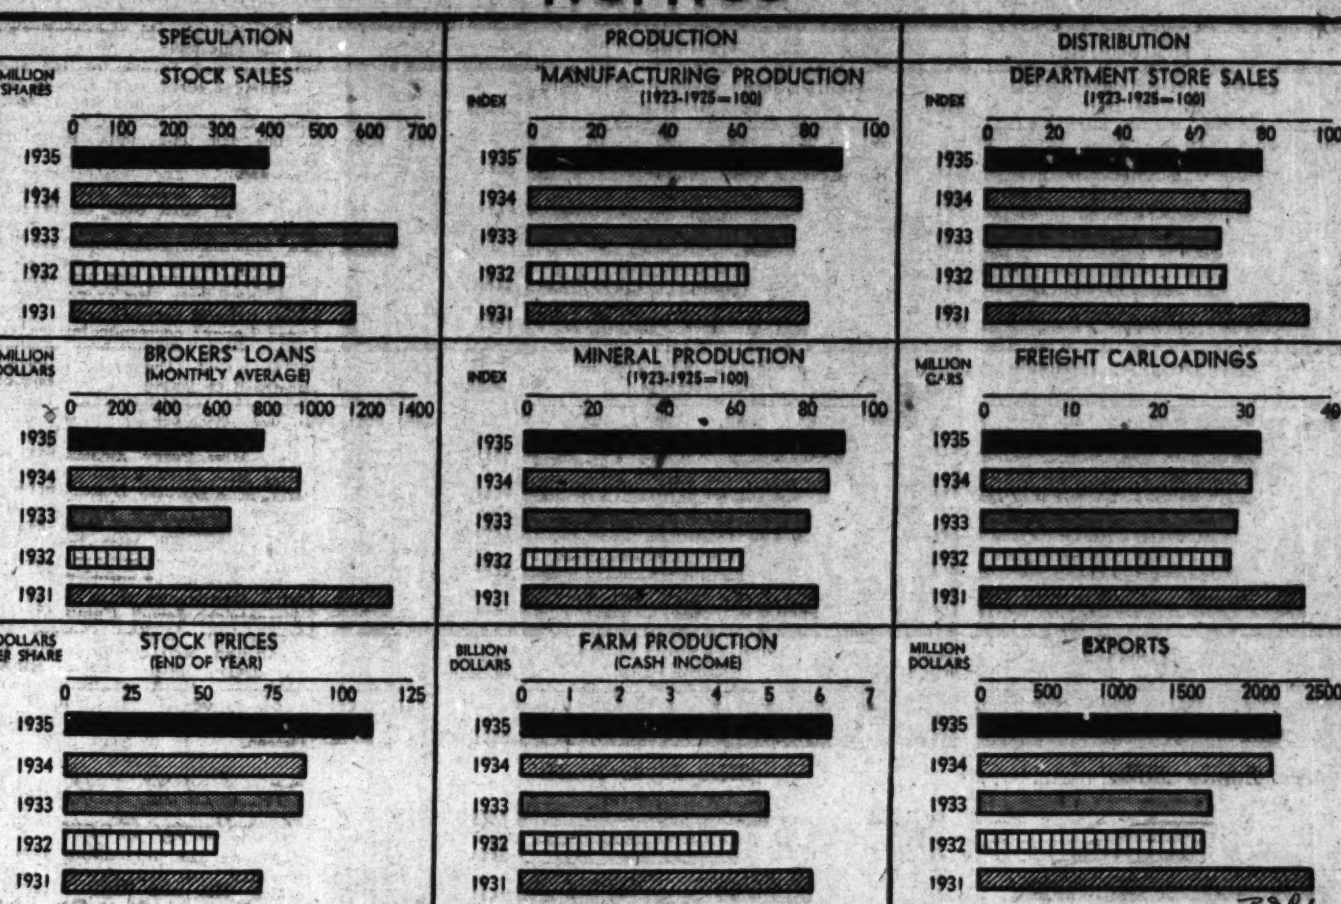 SPECULATION
PRODUCTION
DISTRIBUTION
MILLION
SHARES
STOCK SALES
0 100 200 300 400 500 600 700
1935
1934
1933
1932
1931
INDEX
MANUFACTURING PRODUCTION
(1923-1925=100)
0 20 40 60 80 100
1935
1934
1933
1932
1931
INDEX
DEPARTMENT STORE SALES
(1923-1925=100)
0 20 40 60 80 100
1935
1934
1933
1932
1931
MILLION
DOLLARS
BROKERS' LOANS
(MONTHLY AVERAGE)
0 200 400 600 800 1000 1200 1400
1935
1934
1933
1932
1931
INDEX
MINERAL PRODUCTION
(1923-1925=100)
0 20 40 60 80 100
1935
1934
1933
1932
1931
MILLION
CARS
FREIGHT CARLOADINGS
0 10 20 30 40
1935
1934
1933
1932
1931
DOLLARS
PER SHARE
STOCK PRICES
(END OF YEAR)
0 25 50 75 100 125
1935
1934
1933
1932
1931
BILLION
DOLLARS
FARM PRODUCTION
(CASH INCOME)
0 1 2 3 4 5 6 7
1935
1934
1933
1932
1931
MILLION
DOLLARS
EXPORTS
0 500 1000 1500 2000 2500
1935
1934
1933
1932
1931